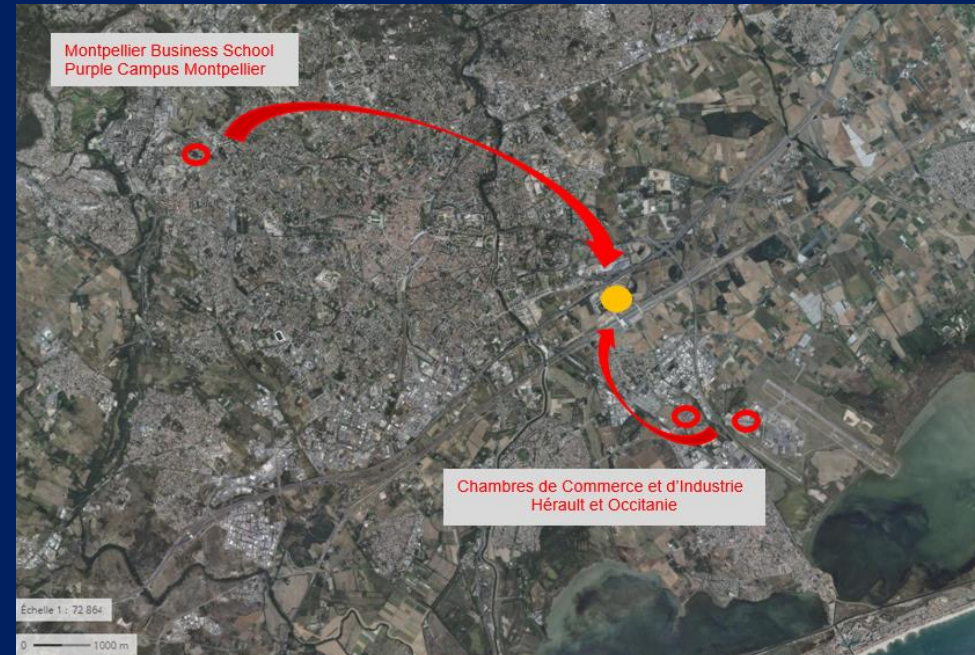 Montpellier Business School
Purple Campus Montpellier
Chambres de Commerce et d'Industrie
Hérault et Occitanie
Échelle 1 : 72 864
0 1000 m